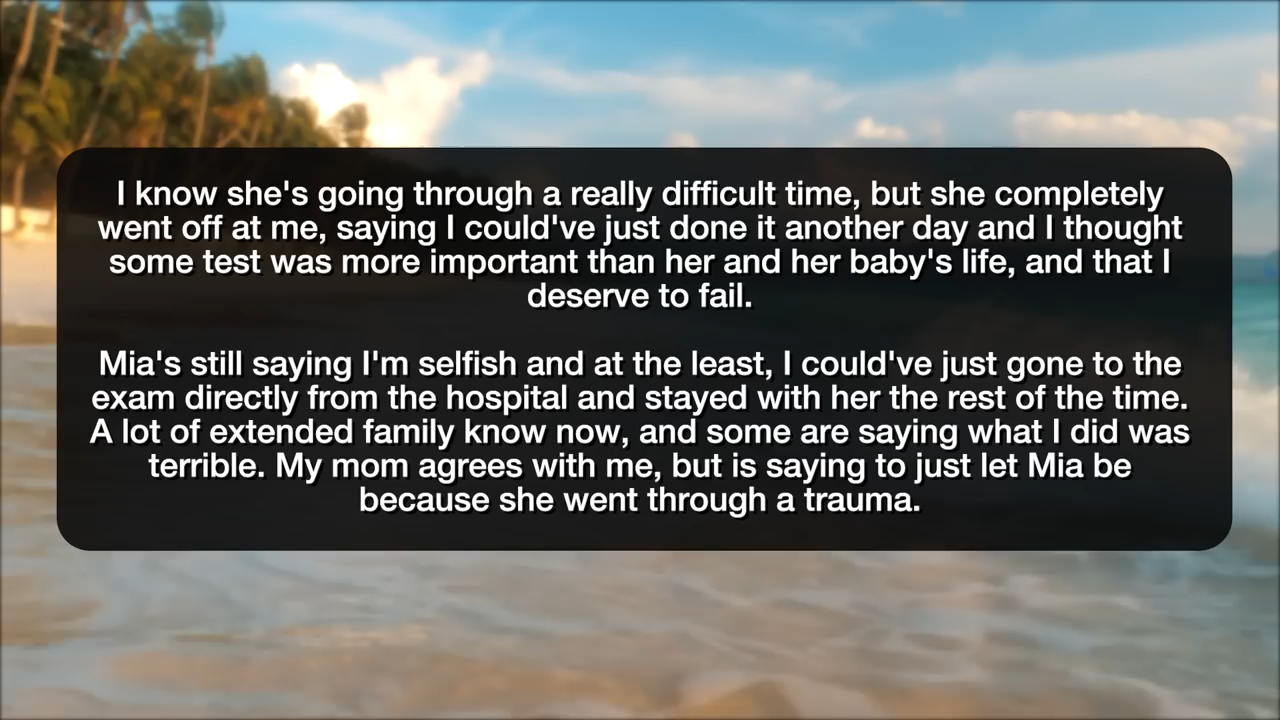 I know she's going through a really difficult time, but she completely
went off at me, saying I could've just done it another day and I thought
some test was more important than her and her baby's life, and that I
deserve to fail.
Mia's still saying I'm selfish and at the least, I could've just gone to the
exam directly from the hospital and stayed with her the rest of the time.
A lot of extended family know now, and some are saying what I did was
terrible. My mom agrees with me, but is saying to just let Mia be
because she went through a trauma.